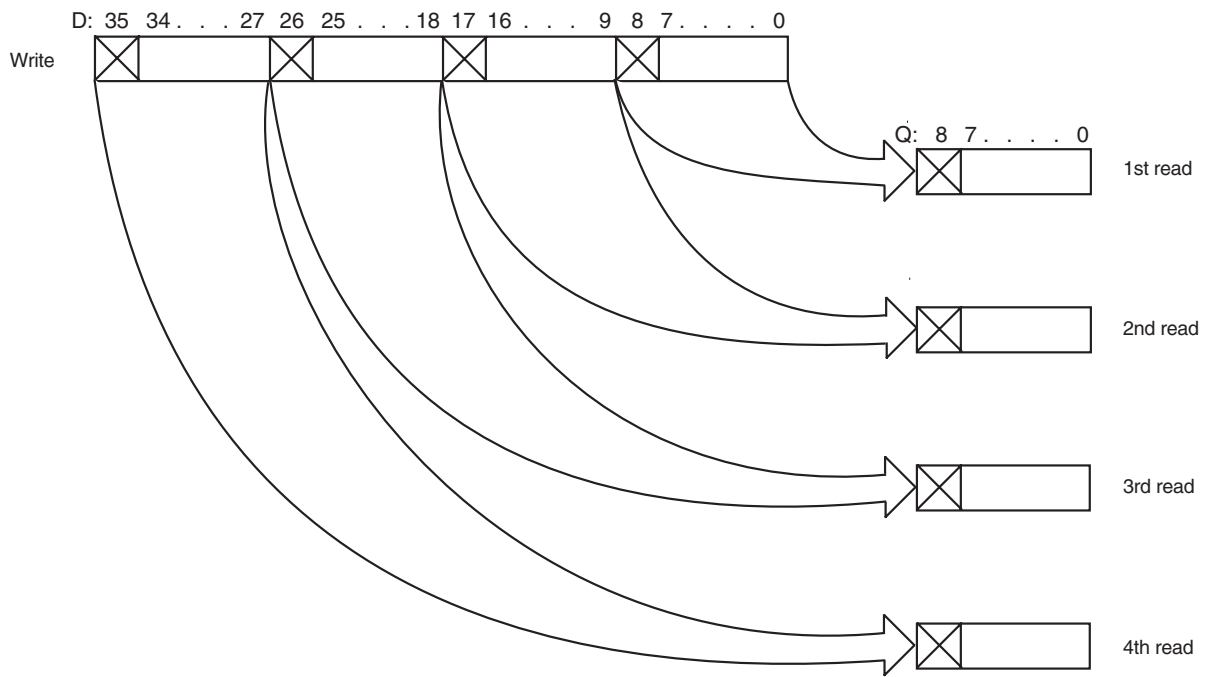 D: 35 34 . . . 27 26 25 . . . 18 17 16 . . . 9 8 7 . . . . 0
Write
Q: 8 7 . . . . 0
1st read
2nd read
3rd read
4th read